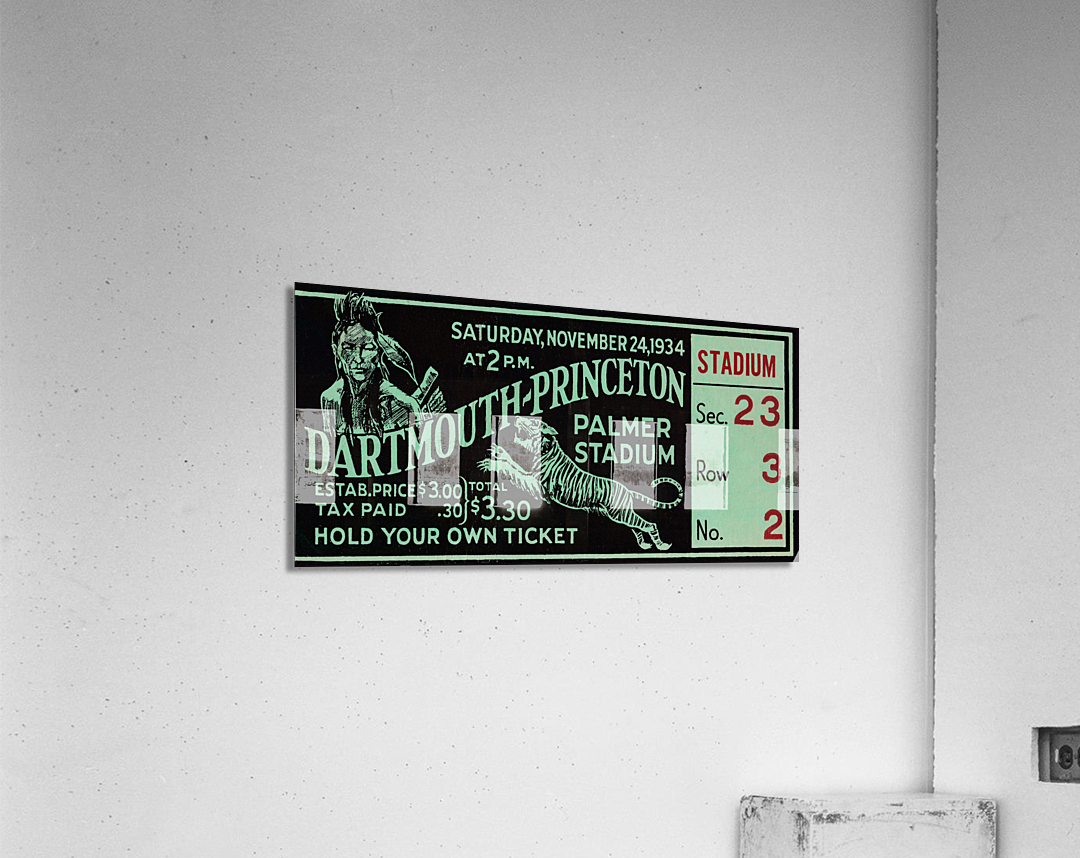 SATURDAY, NOVEMBER 24, 1934
AT 2 P.M.
DARTMOUTH-PRINCETON
PALMER
STADIUM
ESTAB. PRICE $3.00 } TOTAL
TAX PAID .30 } $3.30
HOLD YOUR OWN TICKET
STADIUM
Sec. 23
Row 3
No. 2